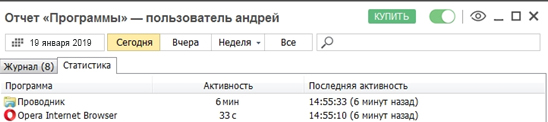 Отчет «Программы» — пользователь андрей КУПИТЬ
19 января 2019 Сегодня Вчера Неделя Все
Журнал (8) Статистика
Программа Активность Последняя активность
Проводник 6 мин 14:55:33 (6 минут назад)
Opera Internet Browser 33 с 14:55:10 (6 минут назад)